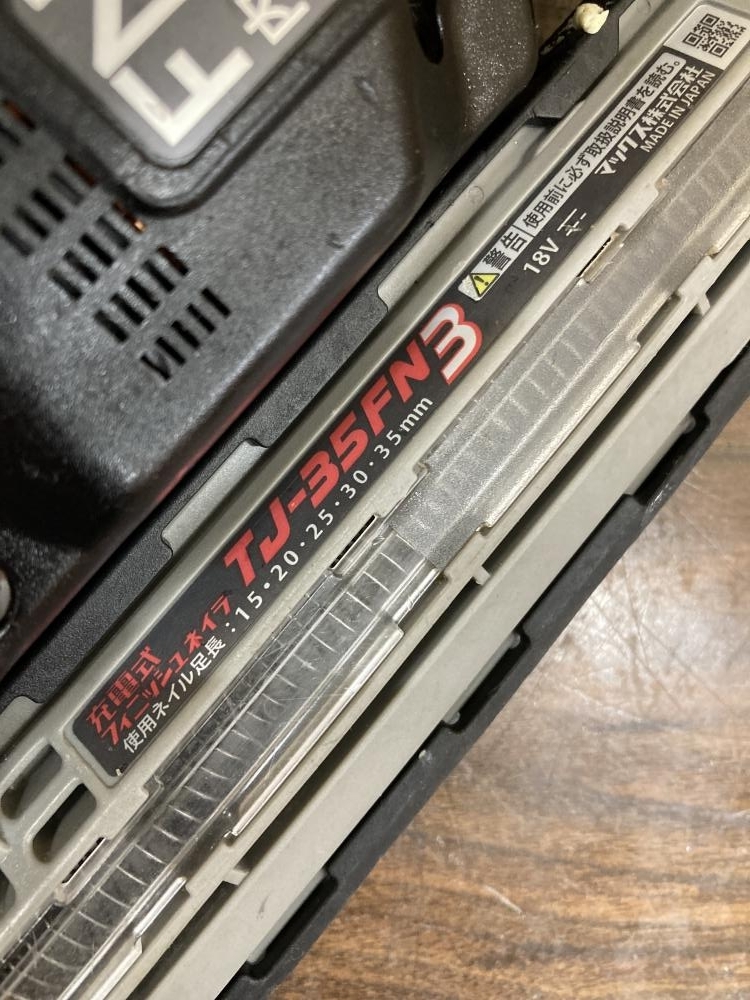 充電式
フィニッシュネイラ
TJ-35FN3
使用ネイル足長：15・20・25・30・35mm
警告 使用前に必ず取扱説明書を読む。
18V
マックス株式会社
MADE IN JAPAN